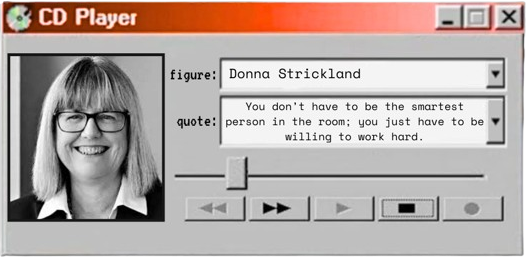 CD Player
figure: Donna Strickland
quote: You don't have to be the smartest
person in the room; you just have to be
willing to work hard.